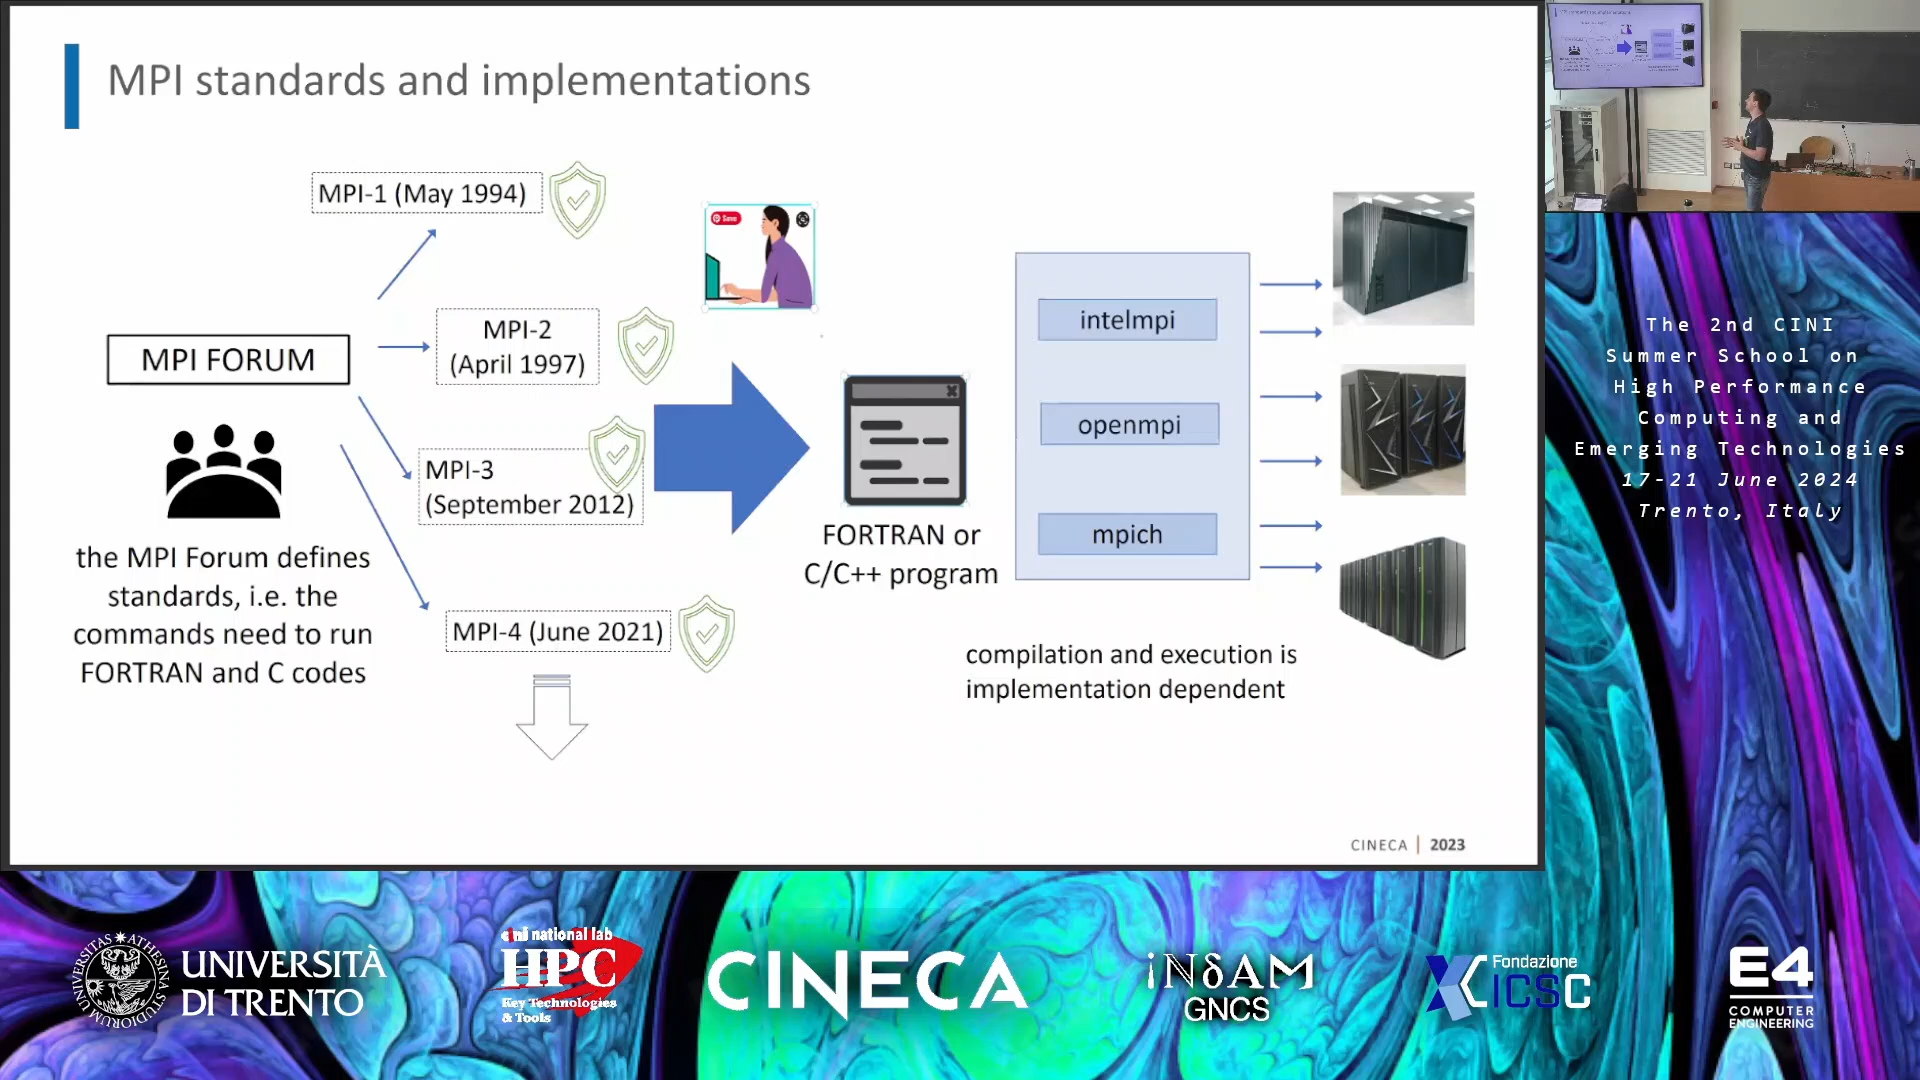 MPI standards and implementations
MPI-1 (May 1994)
Save
MPI-2
(April 1997)
MPI FORUM
MPI-3
(September 2012)
the MPI Forum defines
standards, i.e. the
commands need to run
FORTRAN and C codes
MPI-4 (June 2021)
FORTRAN or
C/C++ program
intelmpi
openmpi
mpich
IBM
compilation and execution is
implementation dependent
CINECA | 2023
The 2nd CINI
Summer School on
High Performance
Computing and
Emerging Technologies
17-21 June 2024
Trento, Italy
UNIVERSITÀ
DI TRENTO
cini national lab
HPC
Key Technologies
& Tools
CINECA
iNδAM
GNCS
Fondazione
ICSC
E4
COMPUTER
ENGINEERING